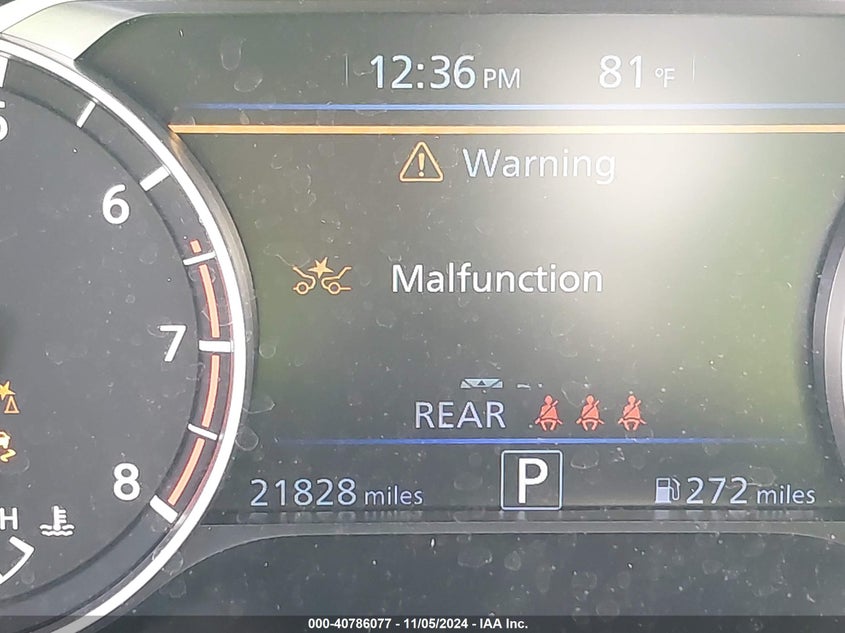 12:36 PM 81 °F
Warning
Malfunction
REAR
21828 miles P 272 miles
5
6
7
8
H
000-40786077 - 11/05/2024 - IAA Inc.